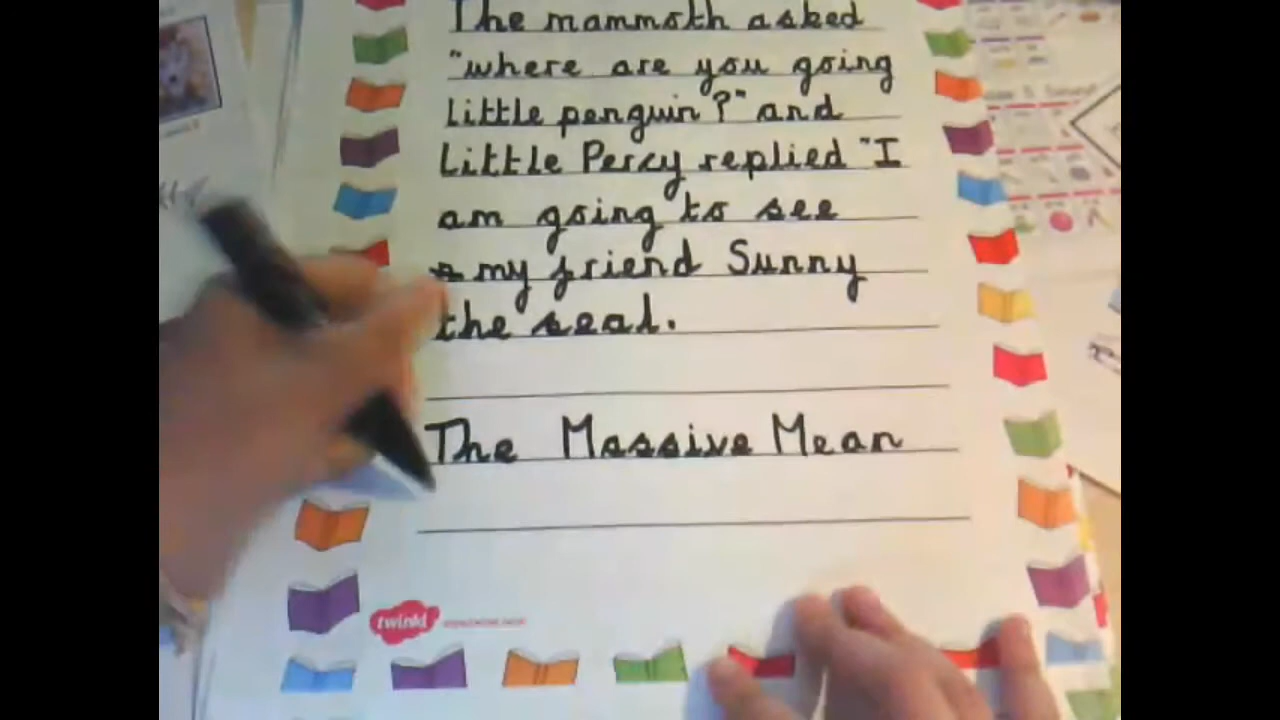 The mammoth asked
"where are you going
little penguin?" and
Little Percy replied "I
am going to see
my friend Sunny
the seal.
The Massive Mean
twinkl